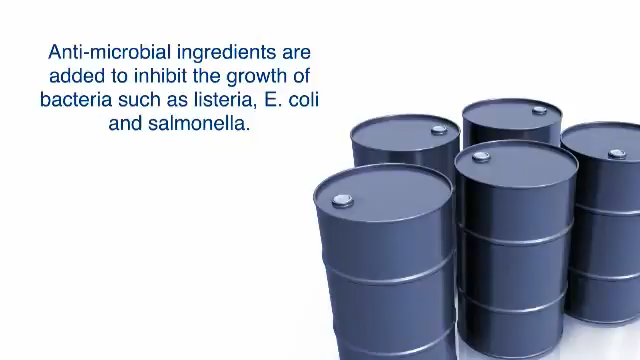 Anti-microbial ingredients are
added to inhibit the growth of
bacteria such as listeria, E. coli
and salmonella.